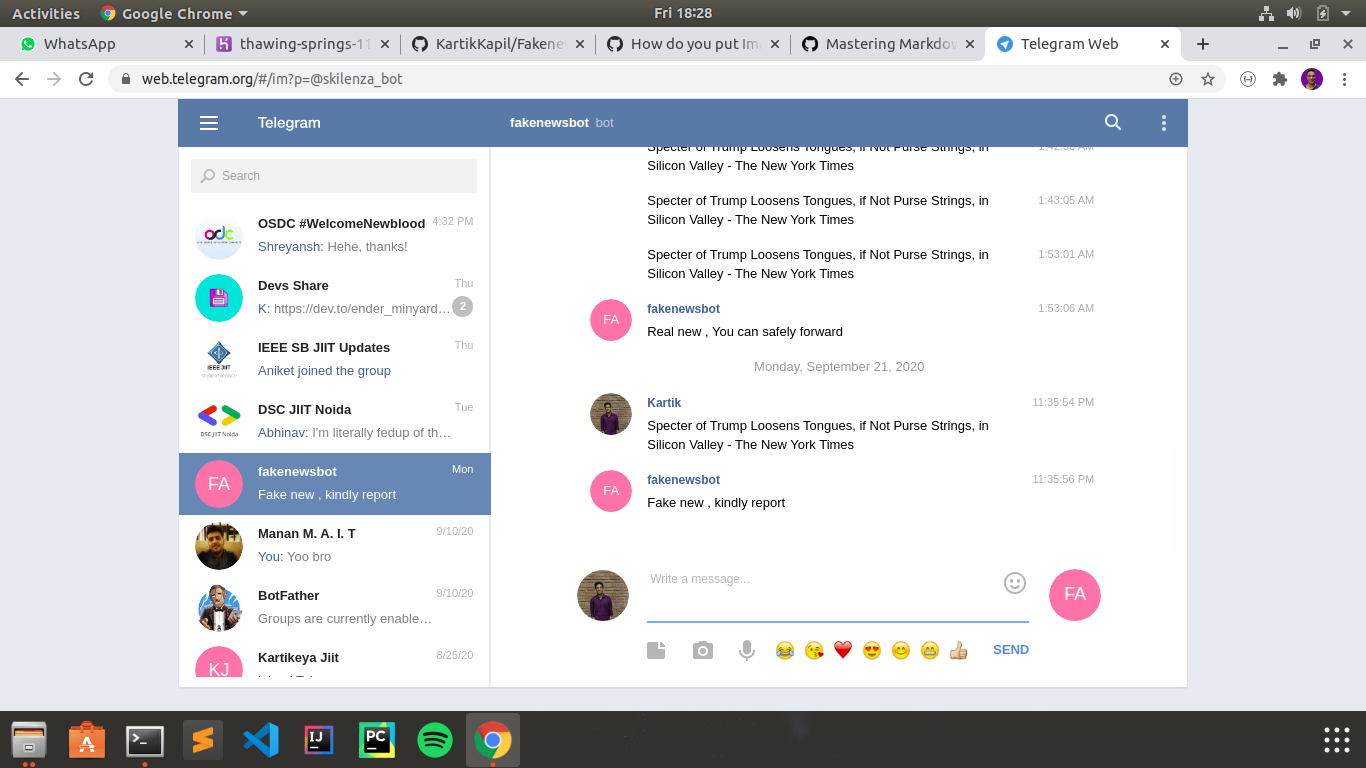 Activities
Google Chrome
Fri 18:28
WhatsApp
thawing-springs-11
KartikKapil/Fakenew
How do you put Ima
Mastering Markdow
Telegram Web
web.telegram.org/#/im?p=@skilenza_bot
Telegram
fakenewsbot bot
Search
OSDC #WelcomeNewblood 4:32 PM
Shreyansh: Hehe, thanks!
Devs Share Thu
K: https://dev.to/ender_minyard… 2
IEEE SB JIIT Updates Thu
Aniket joined the group
IEEE JIIT
DSC JIIT Noida Tue
Abhinav: I'm literally fedup of th…
DSC JIIT Noida
FA
fakenewsbot Mon
Fake new , kindly report
Manan M. A. I. T 9/10/20
You: Yoo bro
BotFather 9/10/20
Groups are currently enable…
KJ
Kartikeya Jiit 8/25/20
Specter of Trump Loosens Tongues, if Not Purse Strings, in
Silicon Valley - The New York Times
Specter of Trump Loosens Tongues, if Not Purse Strings, in 1:43:05 AM
Silicon Valley - The New York Times
Specter of Trump Loosens Tongues, if Not Purse Strings, in 1:53:01 AM
Silicon Valley - The New York Times
FA
fakenewsbot 1:53:06 AM
Real new , You can safely forward
Monday, September 21, 2020
Kartik 11:35:54 PM
Specter of Trump Loosens Tongues, if Not Purse Strings, in
Silicon Valley - The New York Times
FA
fakenewsbot 11:35:56 PM
Fake new , kindly report
Write a message...
FA
SEND
IJ
PC